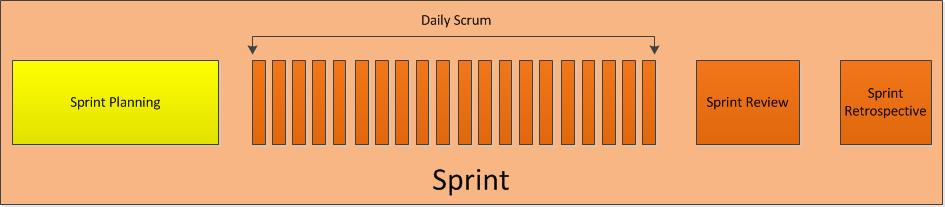 Daily Scrum
Sprint Planning
Sprint Review
Sprint
Retrospective
Sprint